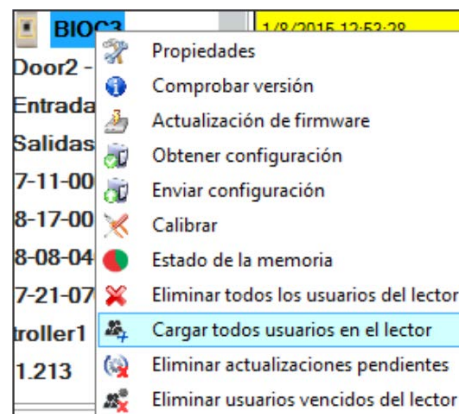 BIOC3
1/8/2015 12:53:28
Propiedades
Door2 -
Comprobar versión
Entrada
Actualización de firmware
Salidas
Obtener configuración
7-11-00
Enviar configuración
8-17-00
Calibrar
8-08-04
Estado de la memoria
7-21-07
Eliminar todos los usuarios del lector
troller1
Cargar todos usuarios en el lector
1.213
Eliminar actualizaciones pendientes
Eliminar usuarios vencidos del lector